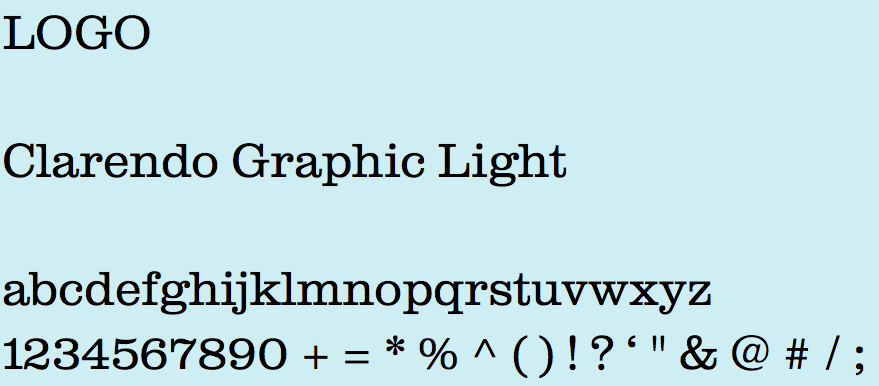 LOGO
Clarendo Graphic Light
abcdefghijklmnopqrstuvwxyz
1234567890 + = * % ^ ( ) ! ? ‘ " & @ # / ;